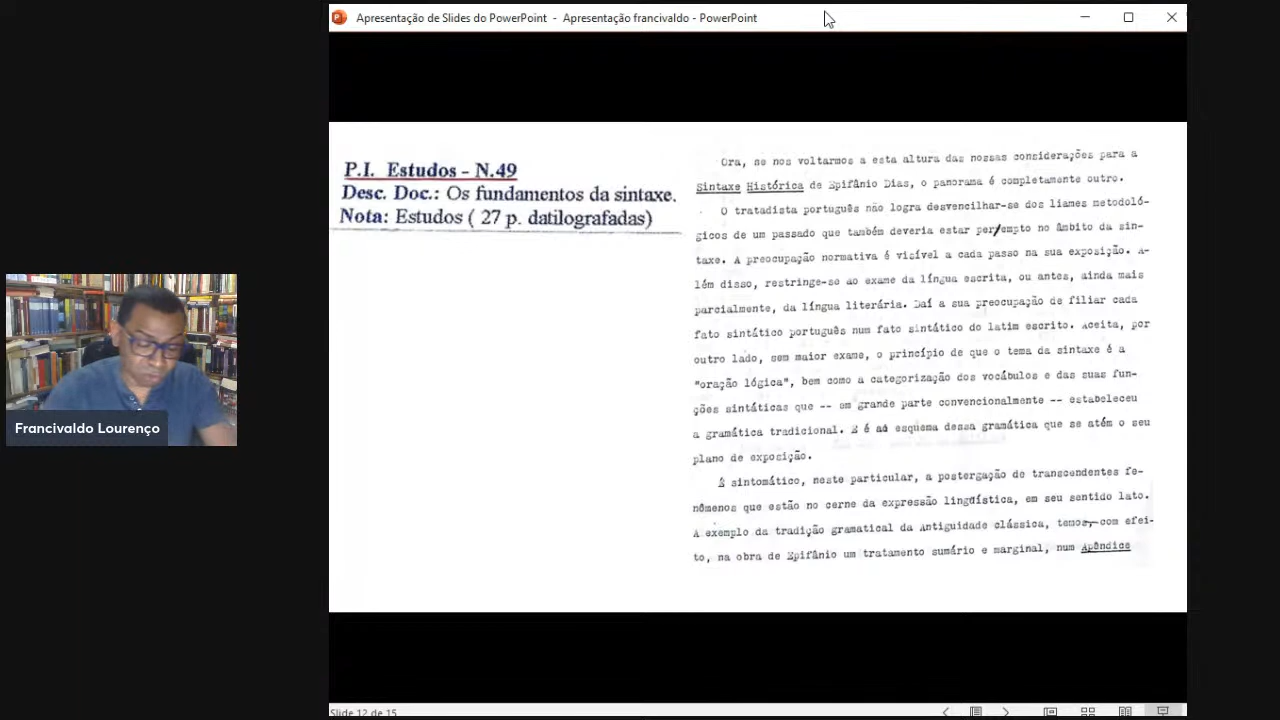 Apresentação de Slides do PowerPoint - Apresentação francivaldo - PowerPoint
P.I. Estudos - N.49
Desc. Doc.: Os fundamentos da sintaxe.
Nota: Estudos ( 27 p. datilografadas)
Ora, se nos voltarmos a esta altura das nossas considerações para a
Sintaxe Histórica de Epifânio Dias, o panorama é completamente outro.
O tratadista português não logra desvencilhar-se dos liames metodoló-
gicos de um passado que também deveria estar per/empto no âmbito da sin-
taxe. A preocupação normativa é visível a cada passo na sua exposição. A-
lém disso, restringe-se ao exame da língua escrita, ou antes, ainda mais
parcialmente, da língua literária. Daí a sua preocupação de filiar cada
fato sintático português num fato sintático do latim escrito. Aceita, por
outro lado, sem maior exame, o princípio de que o tema da sintaxe é a
"oração lógica", bem como a categorização dos vocábulos e das suas fun-
ções sintáticas que -- em grande parte convencionalmente -- estabeleceu
a gramática tradicional. E é ao esquema dessa gramática que se atém o seu
plano de exposição.
É sintomático, neste particular, a postergação de transcendentes fe-
nômenos que estão no cerne da expressão lingüística, em seu sentido lato.
A exemplo da tradição gramatical da Antiguidade clássica, temos, com efei-
to, na obra de Epifânio um tratamento sumário e marginal, num Apêndice
Francivaldo Lourenço
Slide 12 de 15